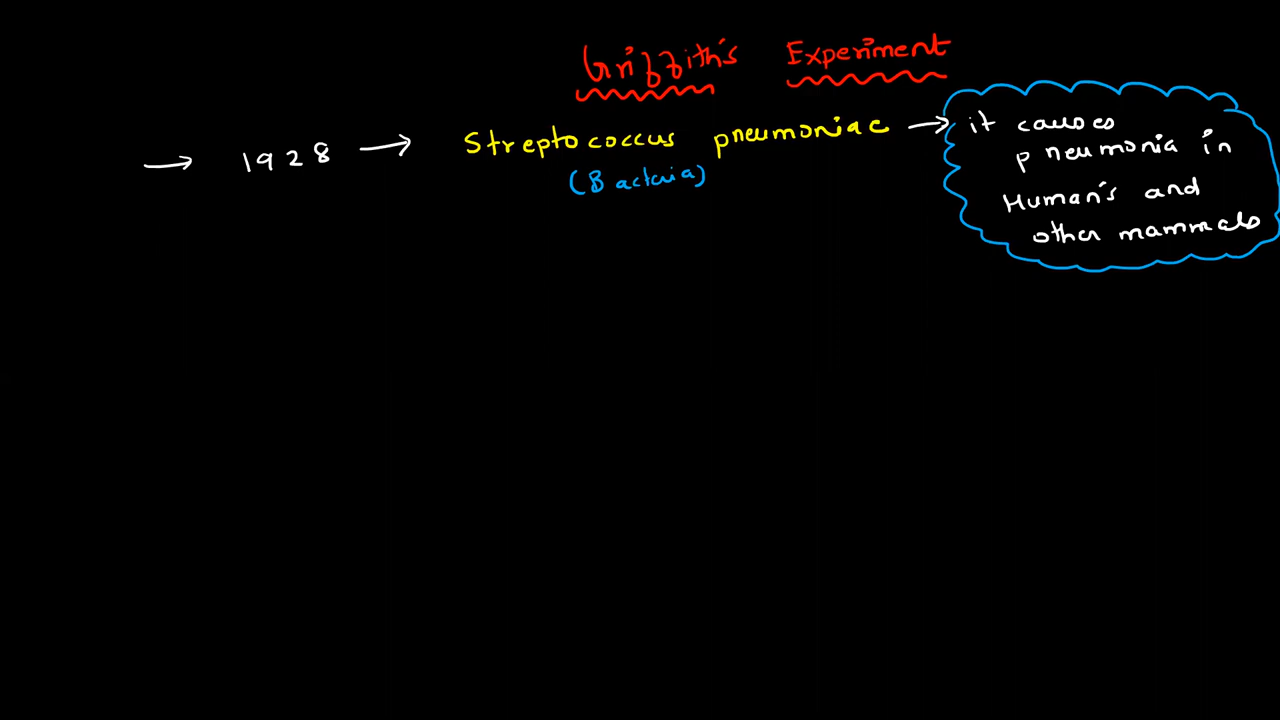 Griffith's Experiment
→ 1928 → Streptococcus pneumoniae →
(Bacteria)
it causes
pneumonia in
Human's and
other mammals